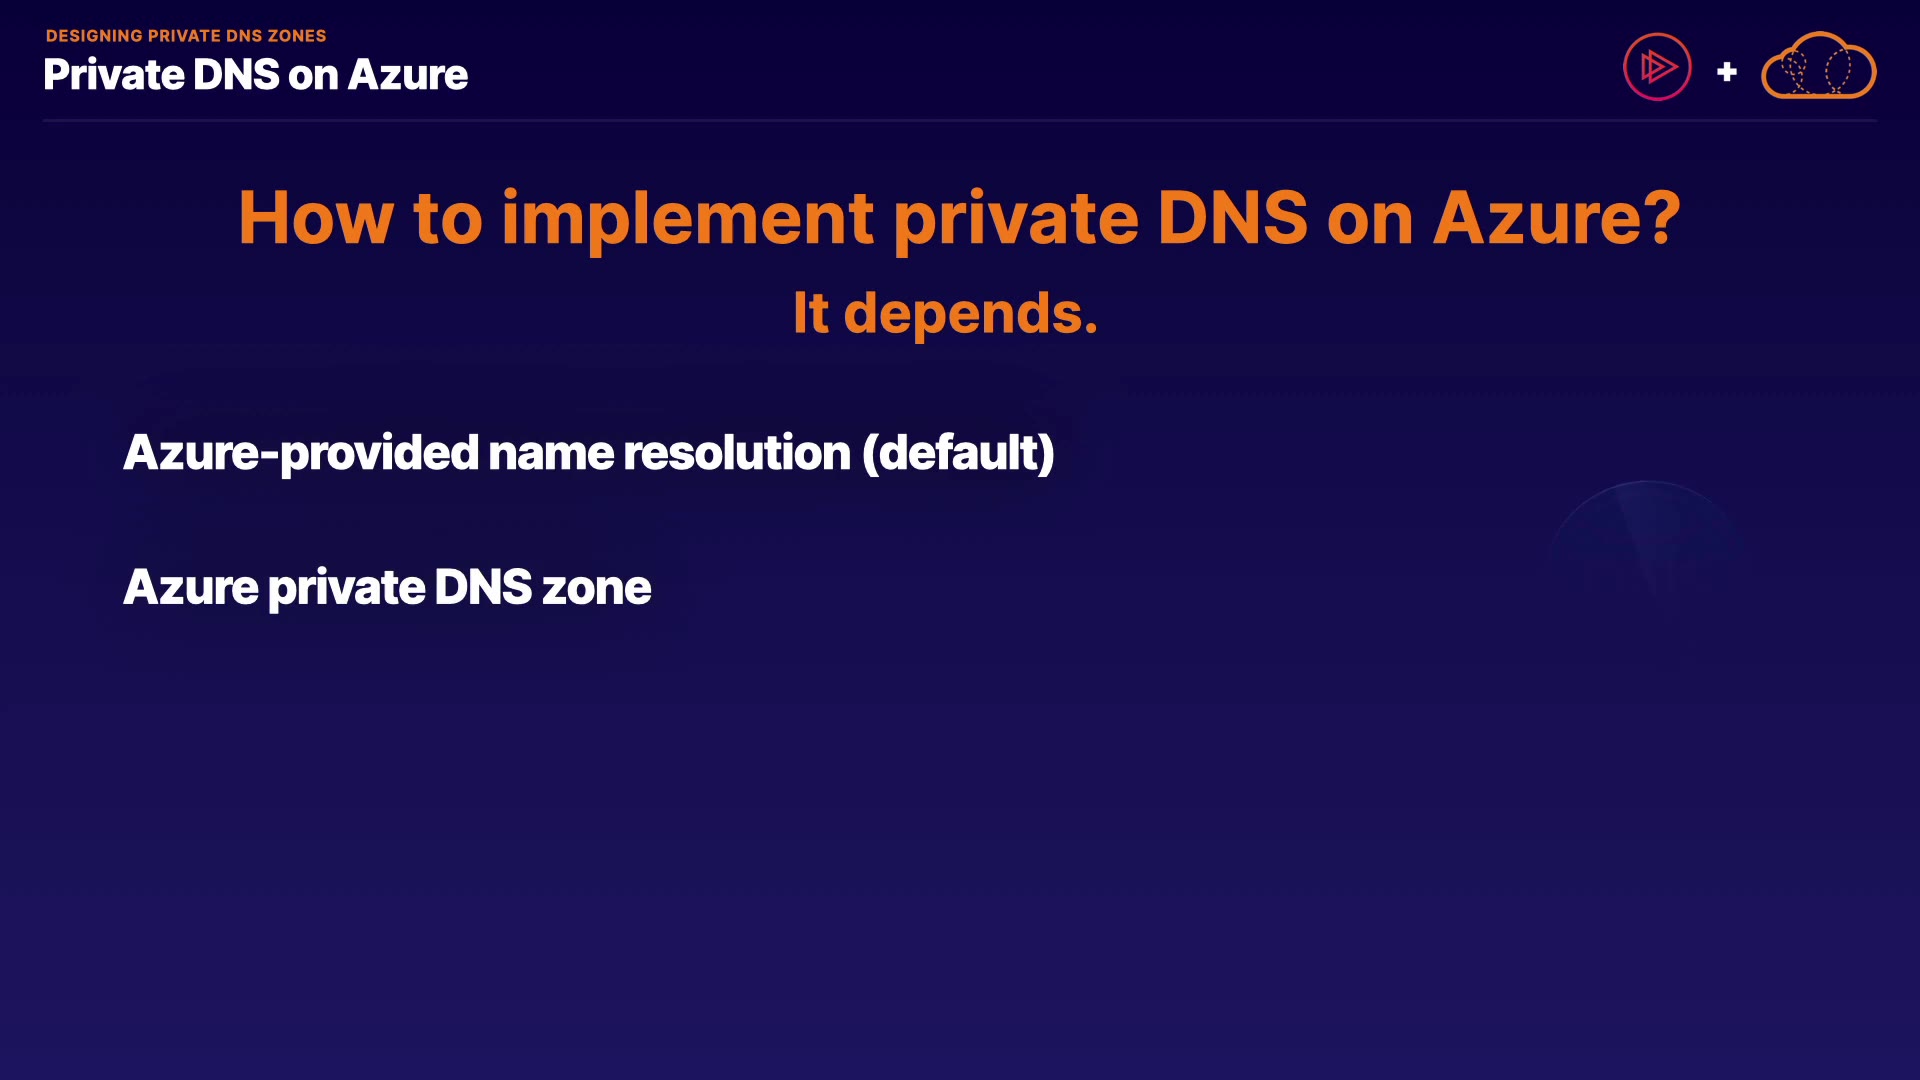 DESIGNING PRIVATE DNS ZONES
Private DNS on Azure
+
How to implement private DNS on Azure?
It depends.
Azure-provided name resolution (default)
Azure private DNS zone